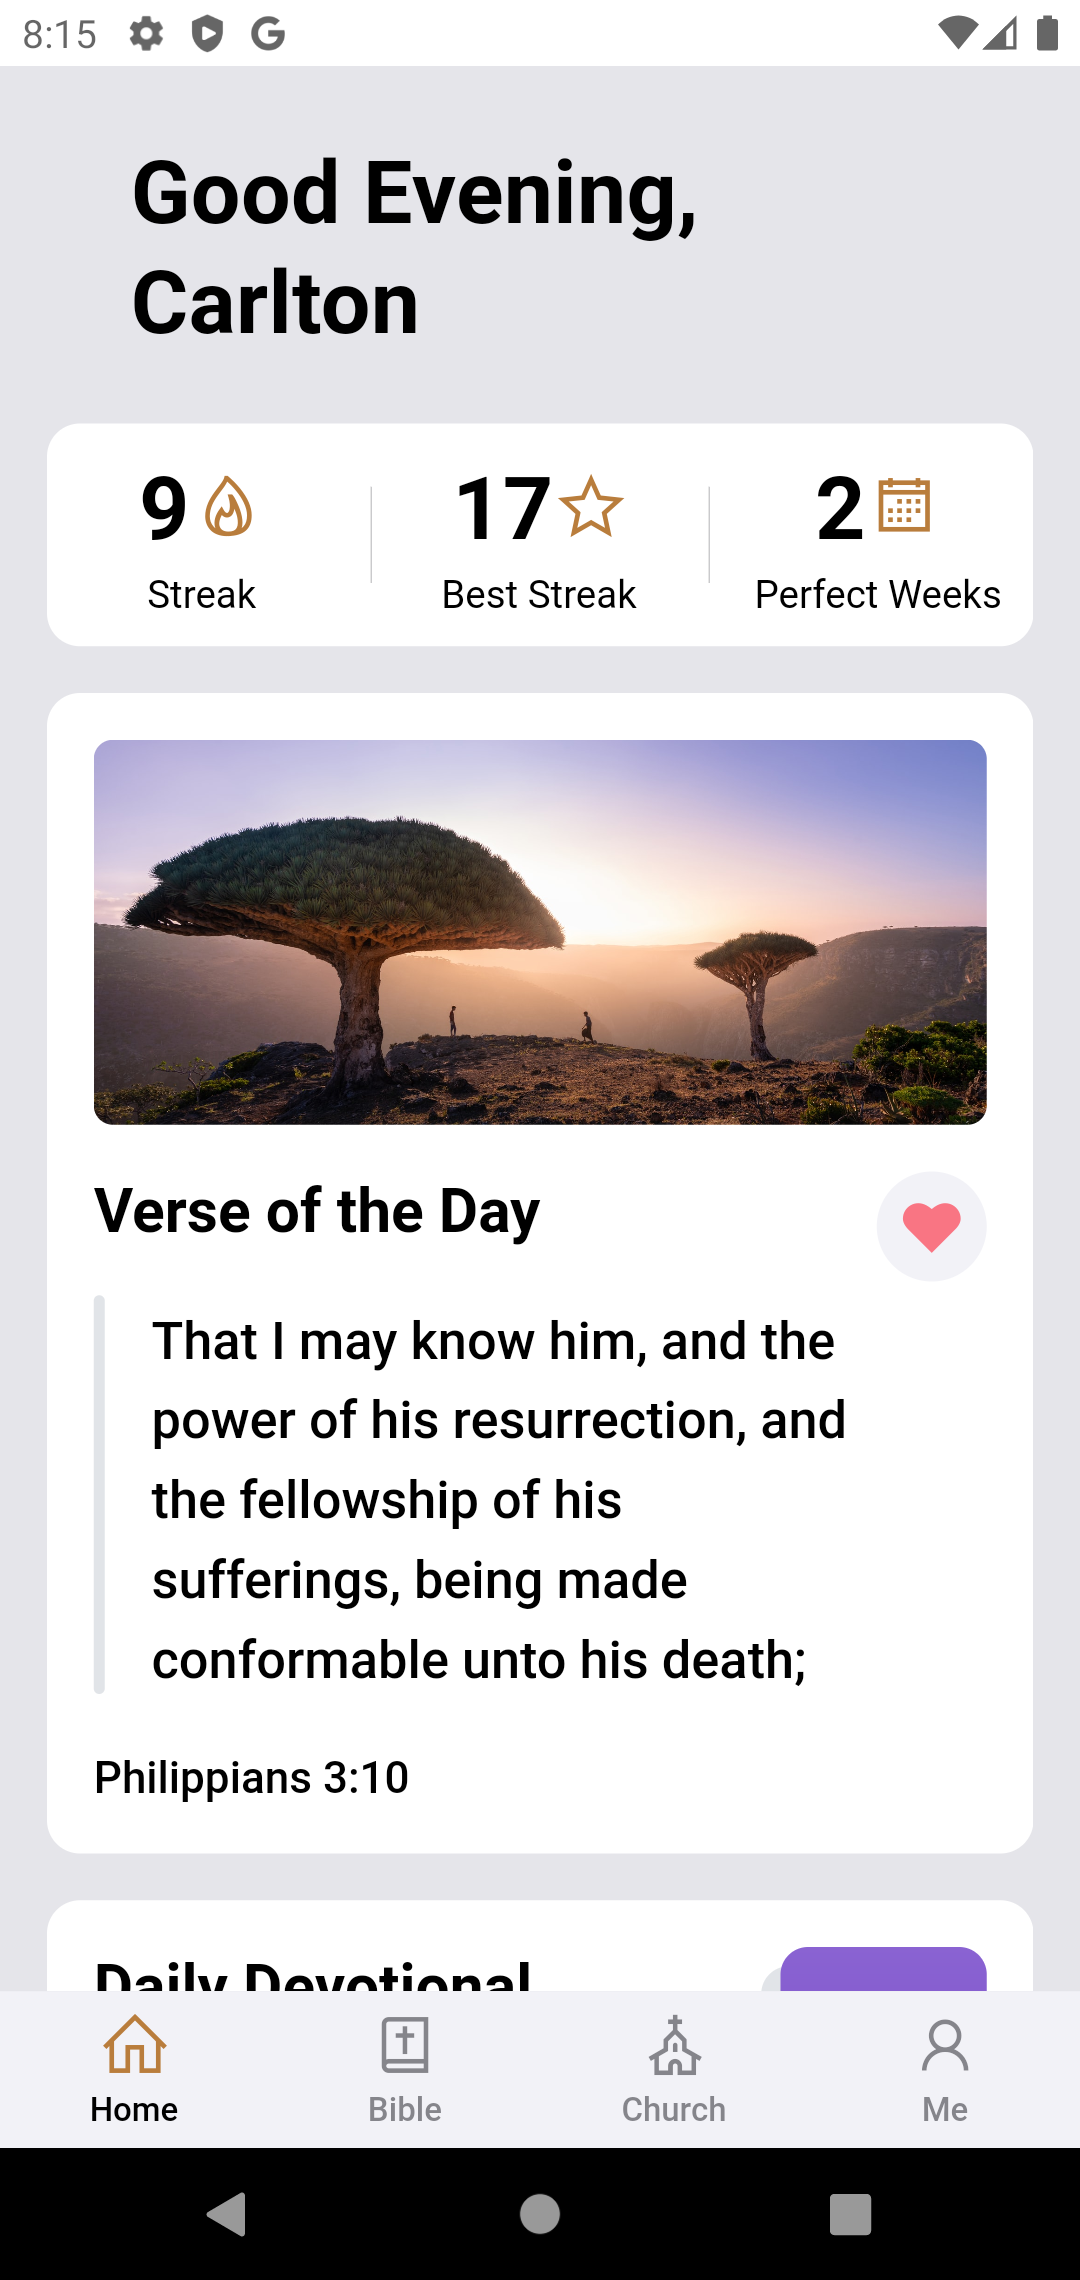 8:15
Good Evening,
Carlton
9
Streak
17
Best Streak
2
Perfect Weeks
Verse of the Day
That I may know him, and the
power of his resurrection, and
the fellowship of his
sufferings, being made
conformable unto his death;
Philippians 3:10
Daily Devotional
Home
Bible
Church
Me